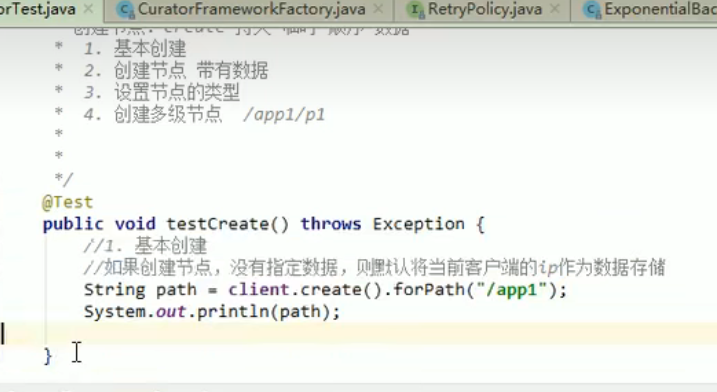 orTest.java
CuratorFrameworkFactory.java
RetryPolicy.java
ExponentialBac
* 1. 基本创建
* 2. 创建节点 带有数据
* 3. 设置节点的类型
* 4. 创建多级节点 /app1/p1
*
*
*/
@Test
public void testCreate() throws Exception {
//1. 基本创建
//如果创建节点，没有指定数据，则默认将当前客户端的ip作为数据存储
String path = client.create().forPath("/app1");
System.out.println(path);
}